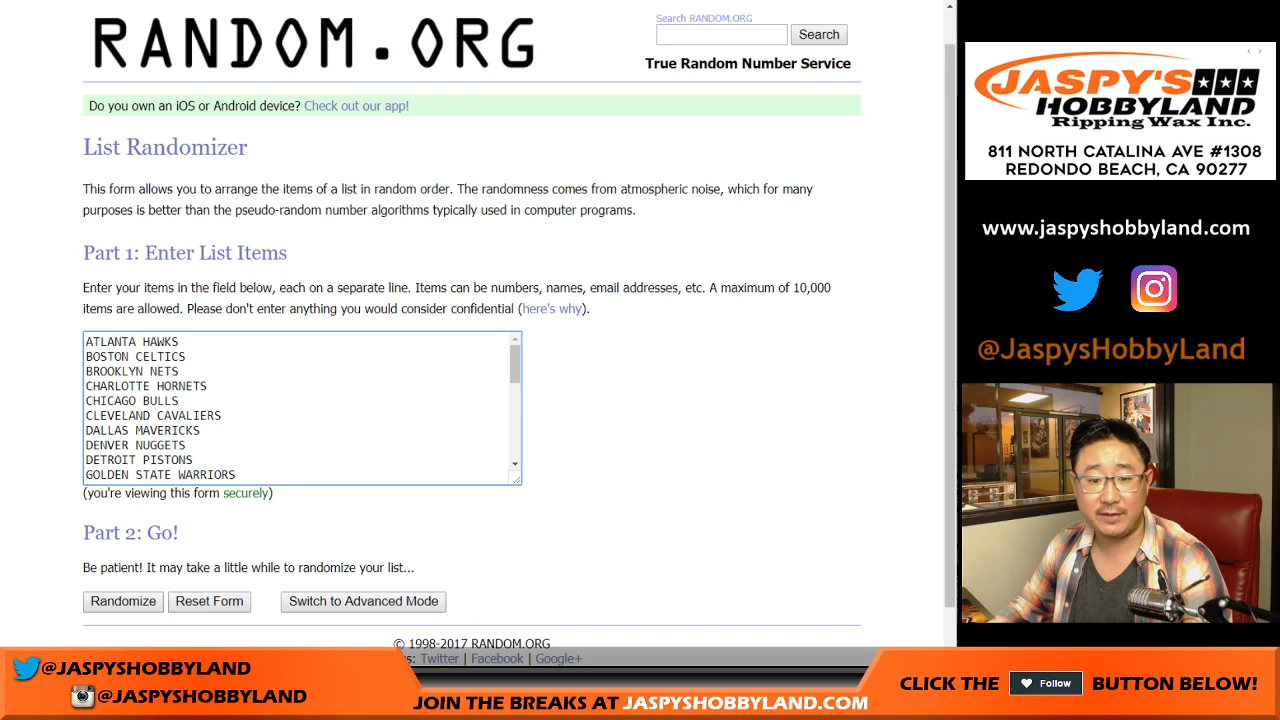 RANDOM.ORG
Search RANDOM.ORG
Search
True Random Number Service
Do you own an iOS or Android device? Check out our app!
List Randomizer
This form allows you to arrange the items of a list in random order. The randomness comes from atmospheric noise, which for many
purposes is better than the pseudo-random number algorithms typically used in computer programs.
Part 1: Enter List Items
Enter your items in the field below, each on a separate line. Items can be numbers, names, email addresses, etc. A maximum of 10,000
items are allowed. Please don't enter anything you would consider confidential (here's why).
ATLANTA HAWKS
BOSTON CELTICS
BROOKLYN NETS
CHARLOTTE HORNETS
CHICAGO BULLS
CLEVELAND CAVALIERS
DALLAS MAVERICKS
DENVER NUGGETS
DETROIT PISTONS
GOLDEN STATE WARRIORS
(you're viewing this form securely)
Part 2: Go!
Be patient! It may take a little while to randomize your list...
Randomize
Reset Form
Switch to Advanced Mode
© 1998-2017 RANDOM.ORG
Twitter | Facebook | Google+
JASPY'S
HOBBYLAND
Ripping Wax Inc.
811 NORTH CATALINA AVE #1308
REDONDO BEACH, CA 90277
www.jaspyshobbyland.com
@JaspysHobbyLand
@JASPYSHOBBYLAND
@JASPYSHOBBYLAND
JOIN THE BREAKS AT JASPYSHOBBYLAND.COM
CLICK THE Follow BUTTON BELOW!